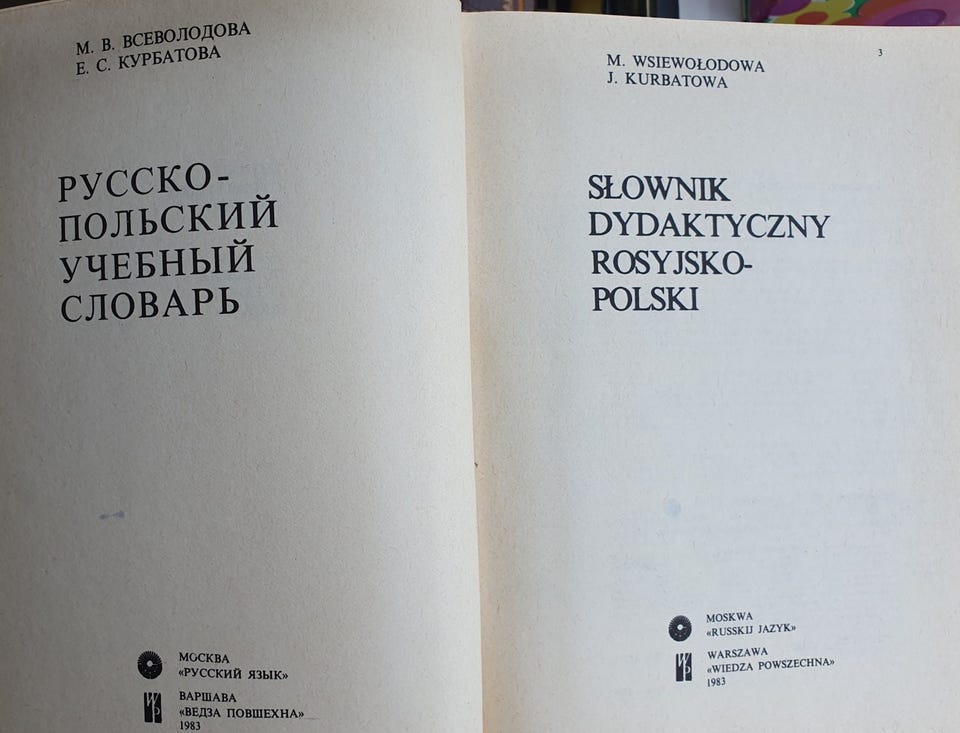 М. В. ВСЕВОЛОДОВА
Е. С. КУРБАТОВА
РУССКО-
ПОЛЬСКИЙ
УЧЕБНЫЙ
СЛОВАРЬ
МОСКВА
«РУССКИЙ ЯЗЫК»
ВАРШАВА
«ВЕДЗА ПОВШЕХНА»
1983
3
M. WSIEWOŁODOWA
J. KURBATOWA
SŁOWNIK
DYDAKTYCZNY
ROSYJSKO-
POLSKI
MOSKWA
«RUSSKIJ JAZYK»
WARSZAWA
«WIEDZA POWSZECHNA»
1983